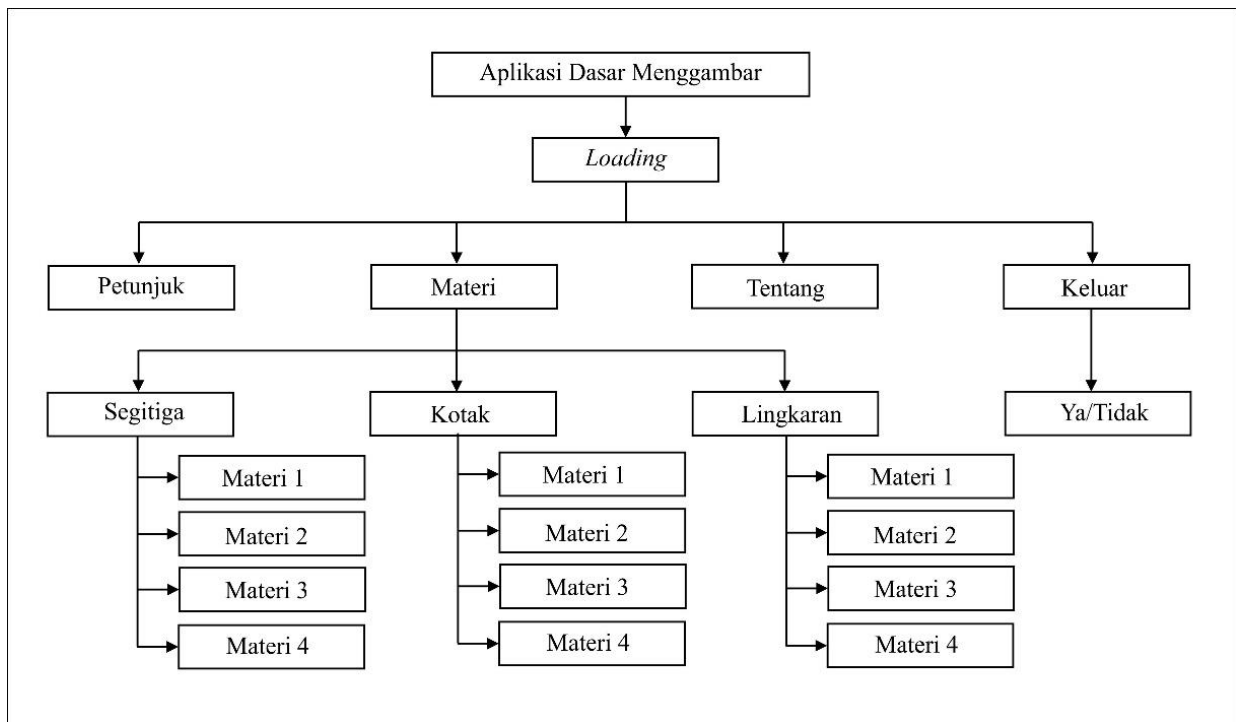 Aplikasi Dasar Menggambar
Loading
Petunjuk
Materi
Tentang
Keluar
Segitiga
Kotak
Lingkaran
Ya/Tidak
Materi 1
Materi 2
Materi 3
Materi 4
Materi 1
Materi 2
Materi 3
Materi 4
Materi 1
Materi 2
Materi 3
Materi 4